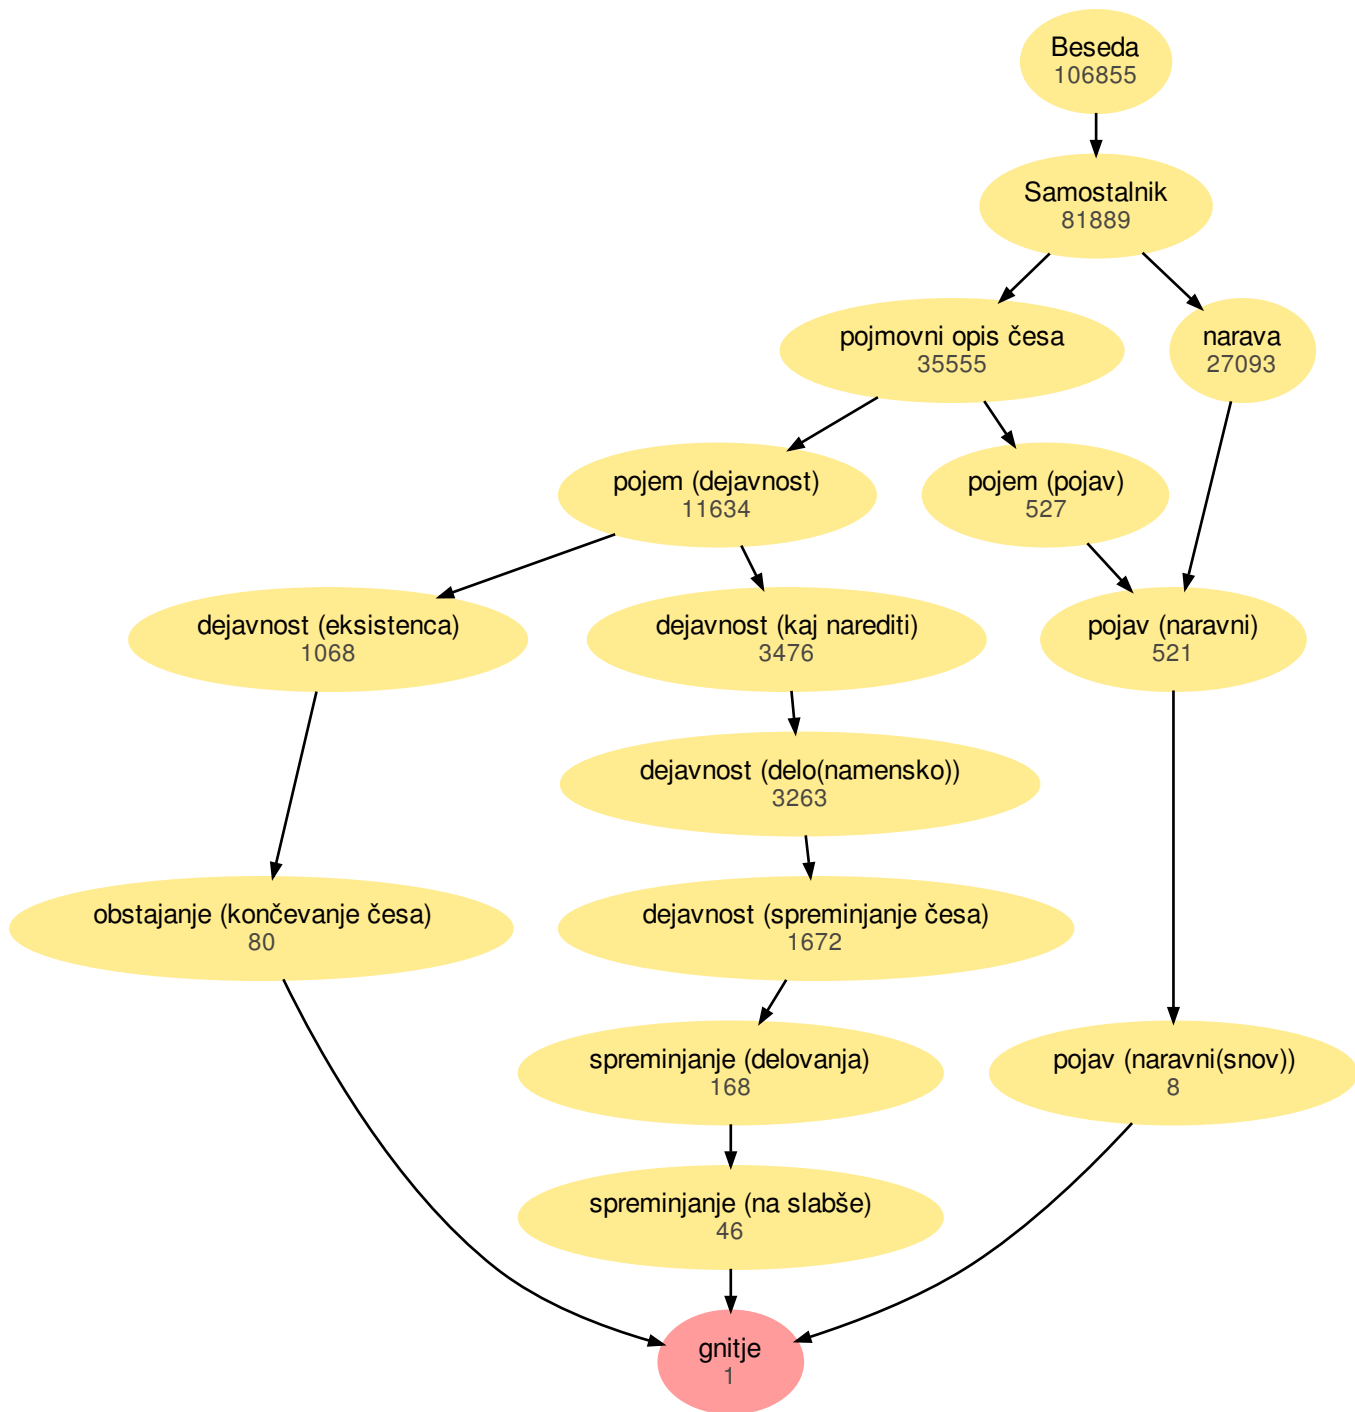 Beseda
106855
Samostalnik
81889
pojmovni opis česa
35555
narava
27093
pojem (dejavnost)
11634
pojem (pojav)
527
dejavnost (eksistenca)
1068
dejavnost (kaj narediti)
3476
pojav (naravni)
521
dejavnost (delo(namensko))
3263
obstajanje (končevanje česa)
80
dejavnost (spreminjanje česa)
1672
spreminjanje (delovanja)
168
pojav (naravni(snov))
8
spreminjanje (na slabše)
46
gnitje
1